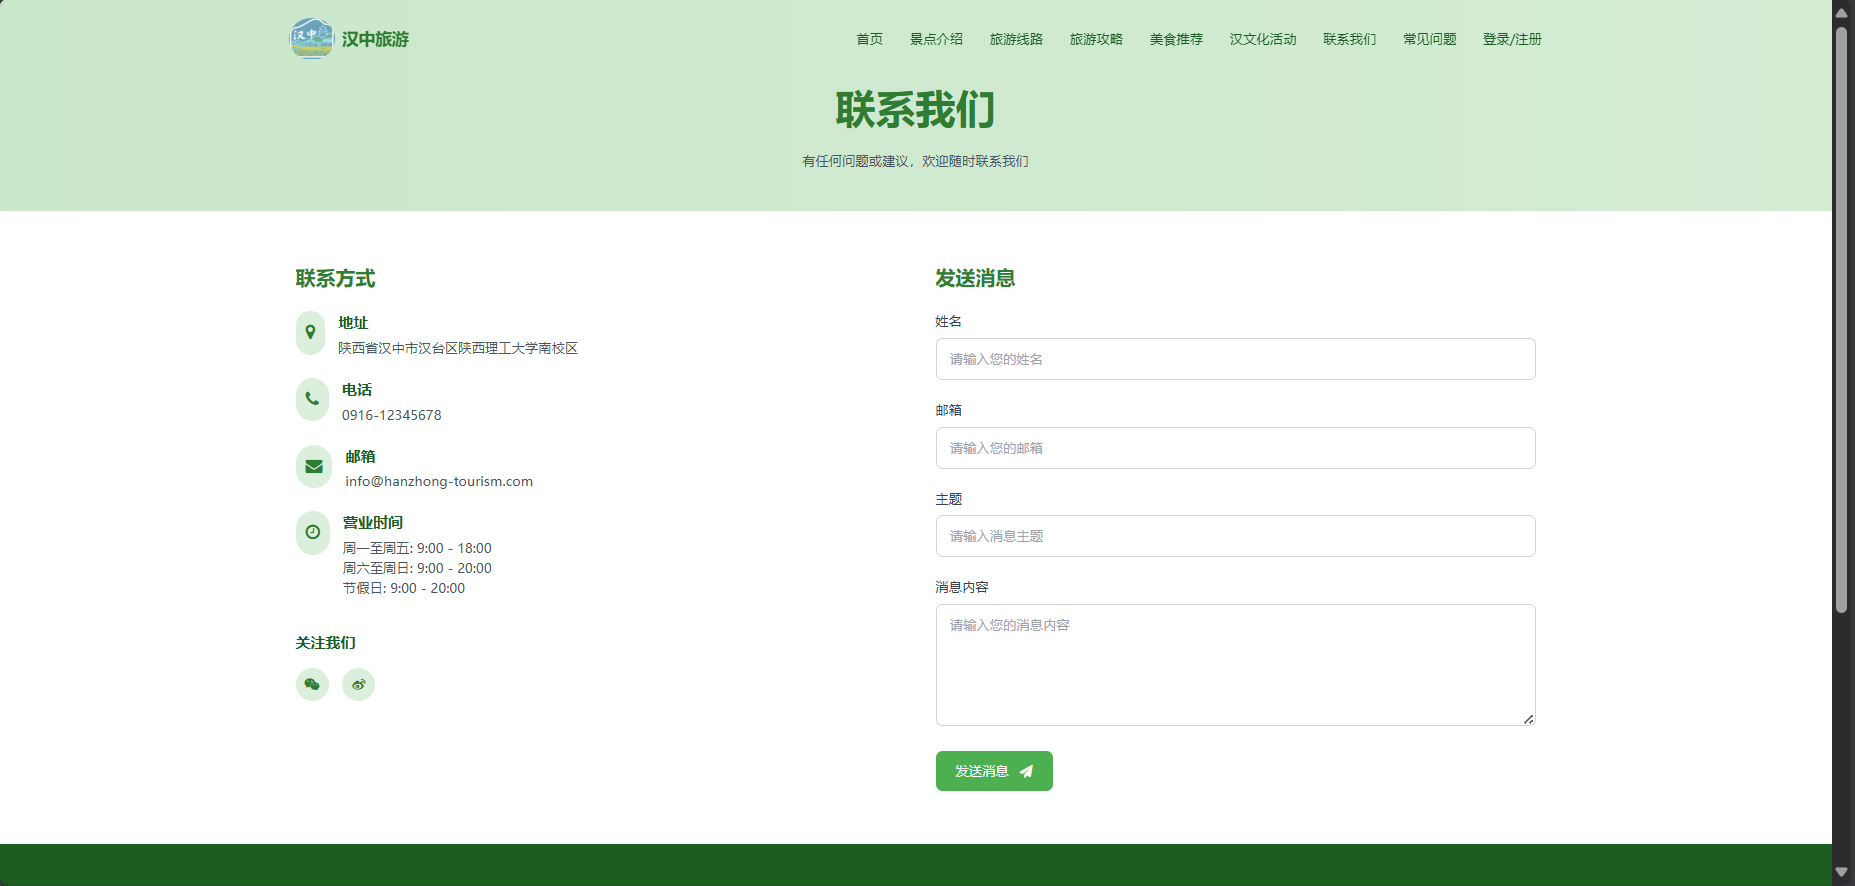 汉中
汉中旅游
首页
景点介绍
旅游线路
旅游攻略
美食推荐
汉文化活动
联系我们
常见问题
登录/注册
联系我们
有任何问题或建议，欢迎随时联系我们
联系方式
地址
陕西省汉中市汉台区陕西理工大学南校区
电话
0916-12345678
邮箱
info@hanzhong-tourism.com
营业时间
周一至周五: 9:00 - 18:00
周六至周日: 9:00 - 20:00
节假日: 9:00 - 20:00
关注我们
发送消息
姓名
请输入您的姓名
邮箱
请输入您的邮箱
主题
请输入消息主题
消息内容
请输入您的消息内容
发送消息